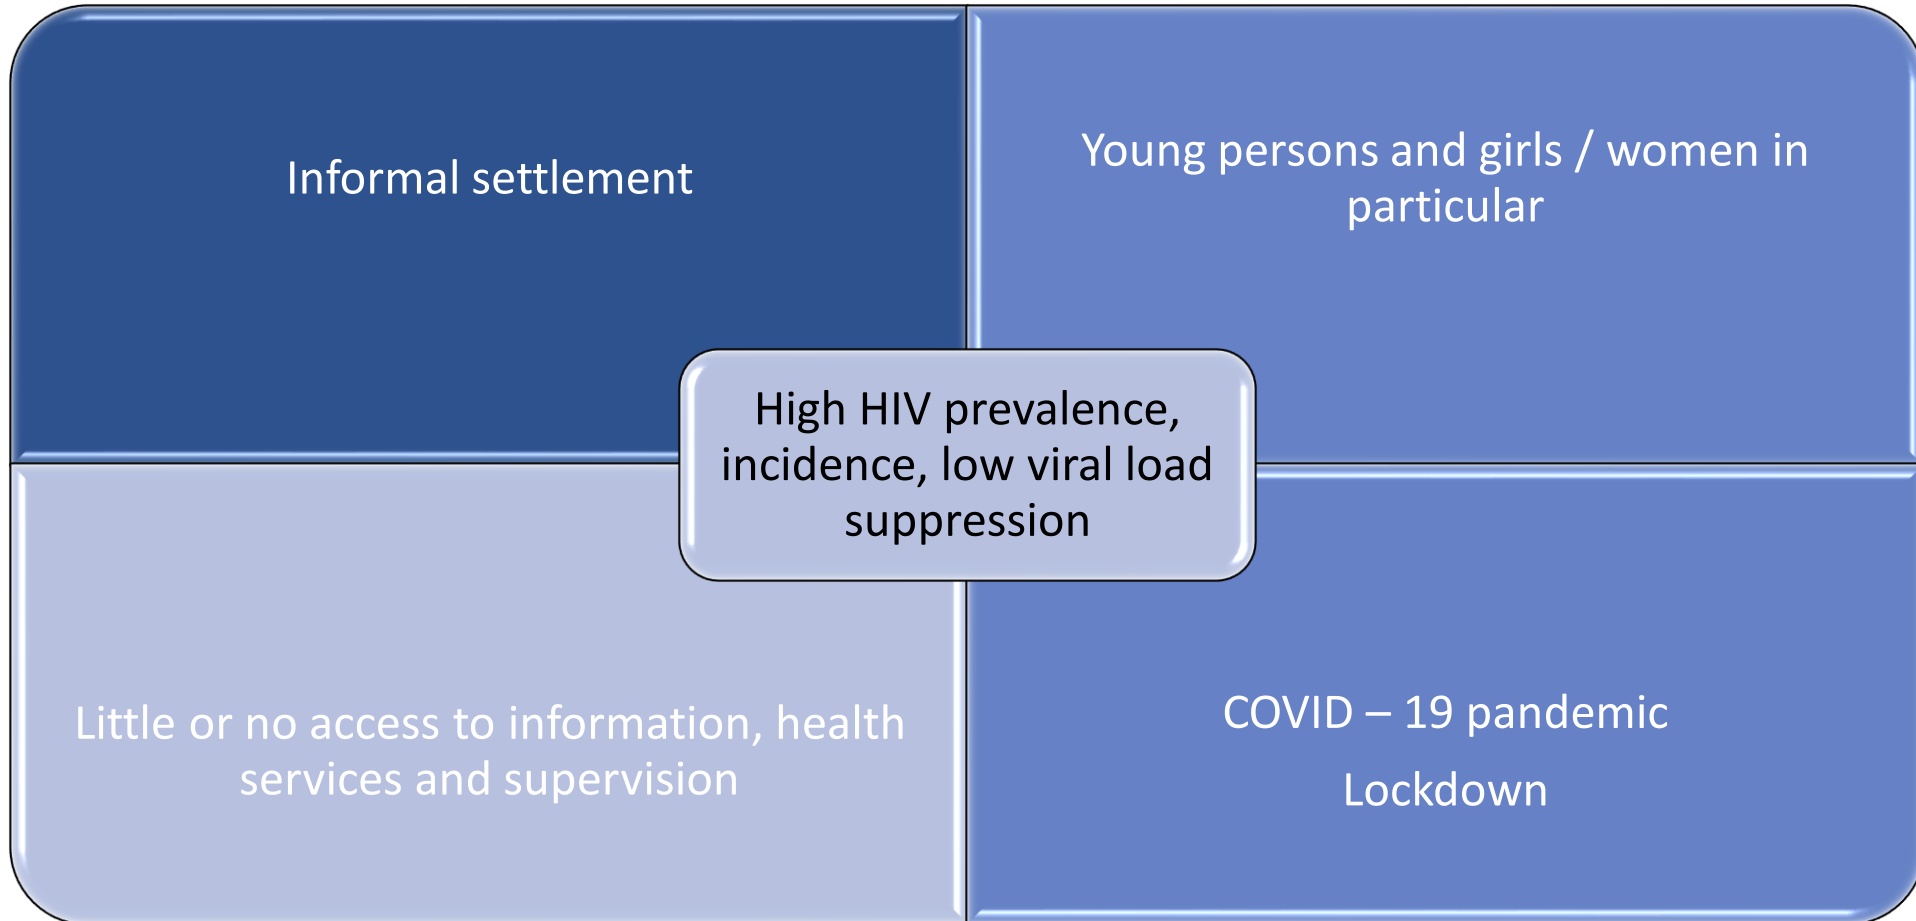 Informal settlement
Young persons and girls / women in
particular
High HIV prevalence,
incidence, low viral load
suppression
Little or no access to information, health
services and supervision
COVID – 19 pandemic
Lockdown